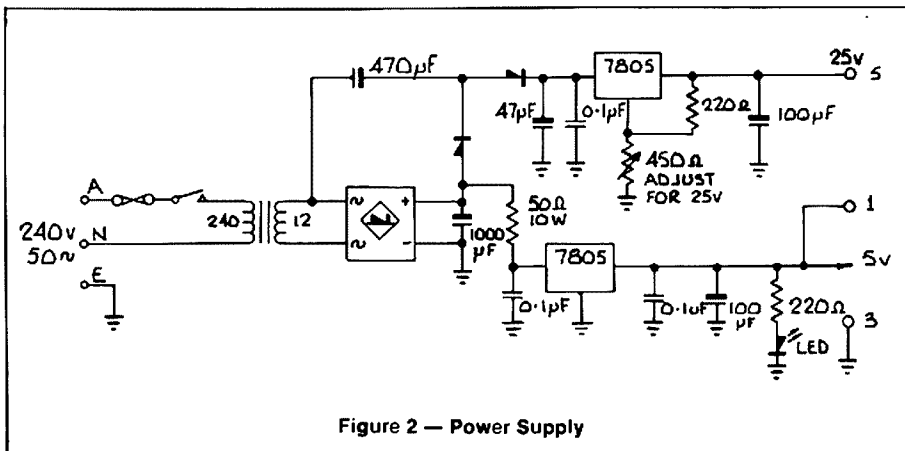 470µF
7805
25v
5
47µF
0.1µF
220Ω
100µF
450Ω
ADJUST
FOR 25V
A
240v
50~
N
E
240
12
~
~
+
-
1000
µF
50Ω
10W
7805
0.1µF
0.1µF
100
µF
220Ω
LED
1
5v
3
Figure 2 — Power Supply